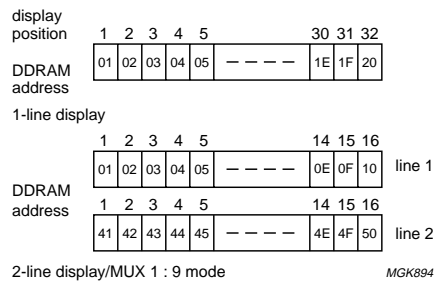 display
position 1 2 3 4 5 30 31 32
DDRAM
address
01 02 03 04 05 1E 1F 20
1-line display
1 2 3 4 5 14 15 16
01 02 03 04 05 0E 0F 10 line 1
DDRAM
address
1 2 3 4 5 14 15 16
41 42 43 44 45 4E 4F 50 line 2
2-line display/MUX 1 : 9 mode MGK894